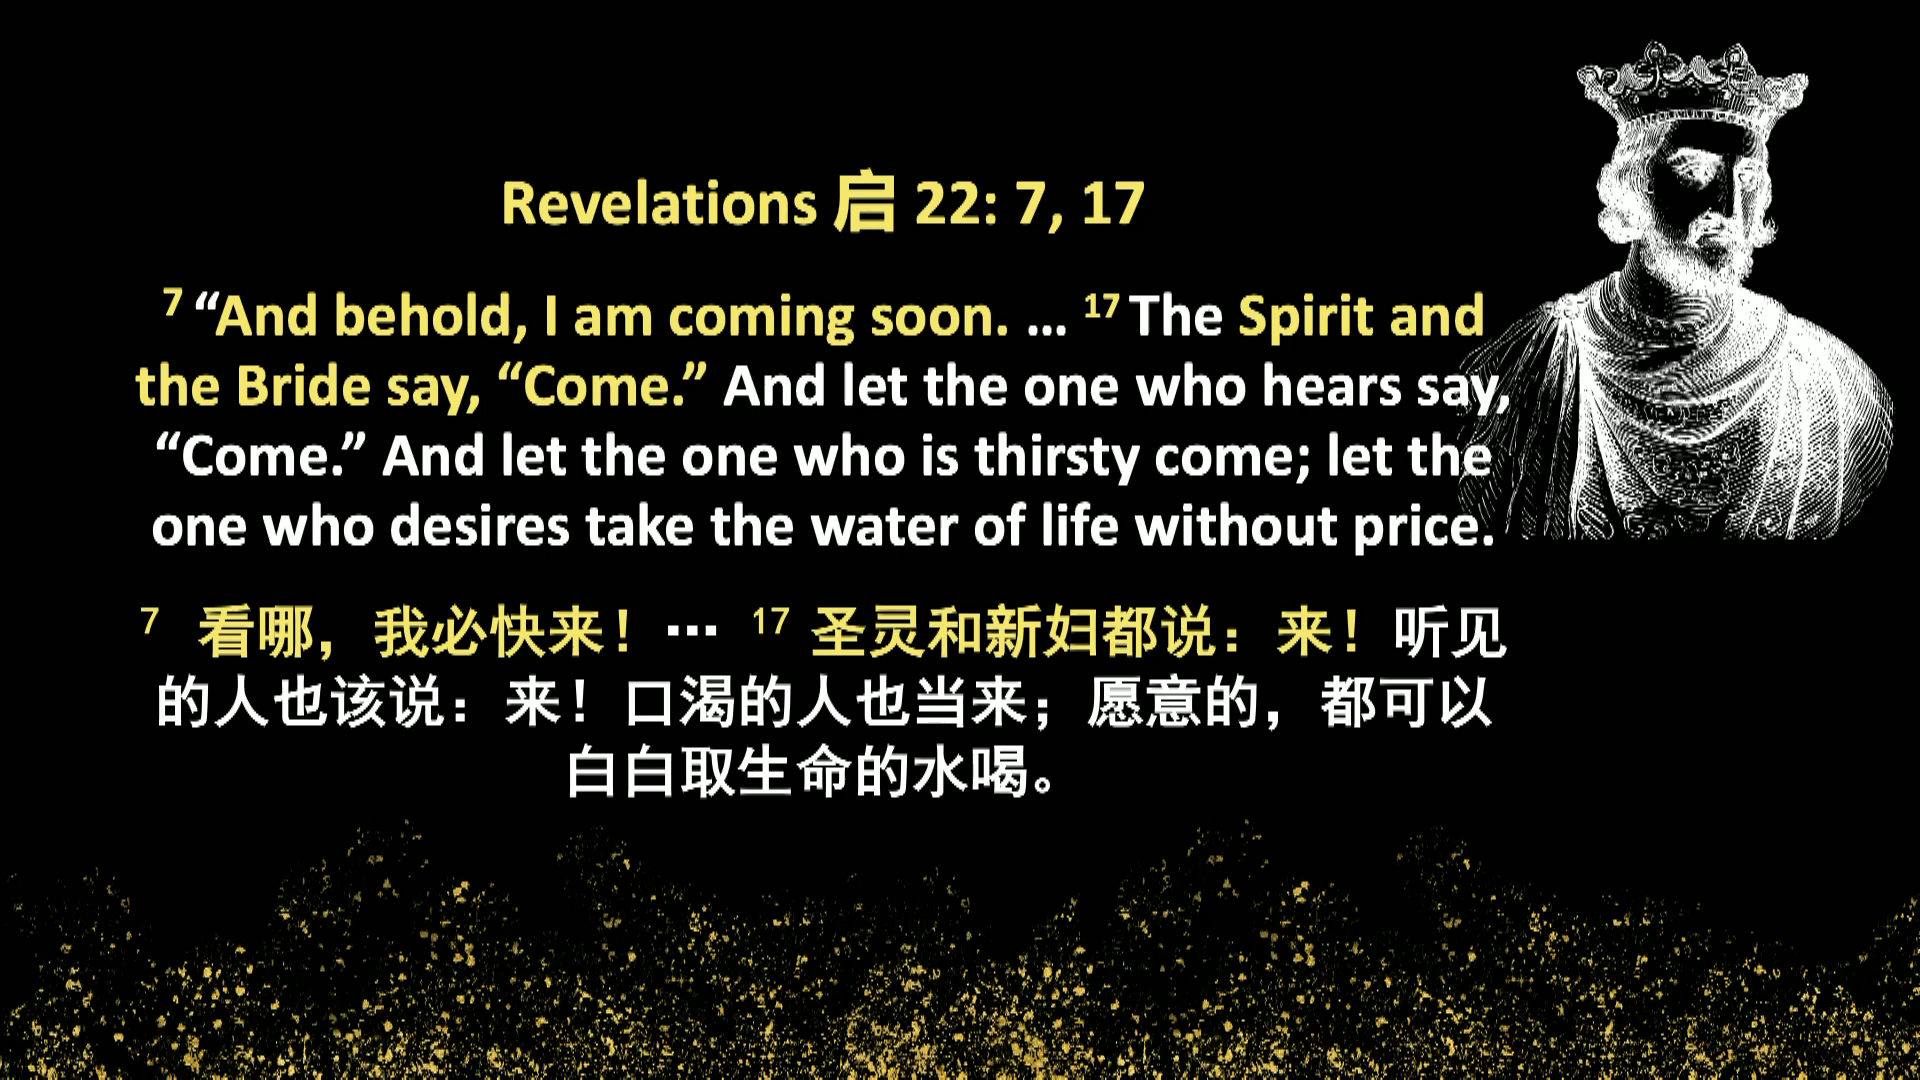 Revelations 启 22: 7, 17
7 “And behold, I am coming soon. … 17 The Spirit and
the Bride say, “Come.” And let the one who hears say,
“Come.” And let the one who is thirsty come; let the
one who desires take the water of life without price.
7 看哪，我必快来！… 17 圣灵和新妇都说：来！听见
的人也该说：来！口渴的人也当来；愿意的，都可以
白白取生命的水喝。